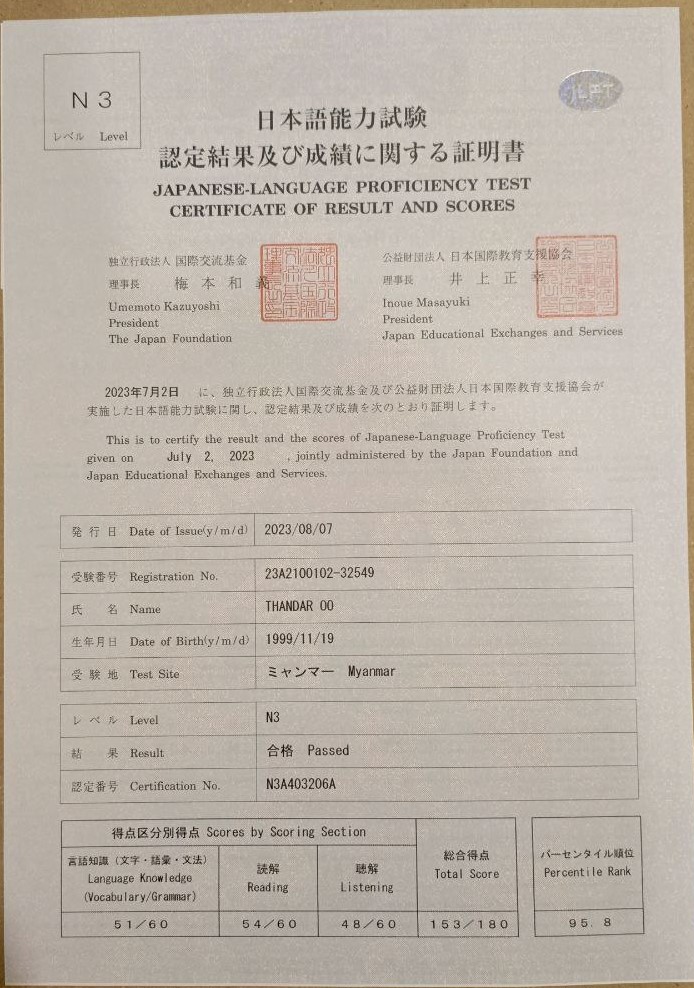 N3
レベル Level
JLPT
日本語能力試験
認定結果及び成績に関する証明書
JAPANESE-LANGUAGE PROFICIENCY TEST
CERTIFICATE OF RESULT AND SCORES
独立行政法人 国際交流基金
理事長 梅本和義
Umemoto Kazuyoshi
President
The Japan Foundation
公益財団法人 日本国際教育支援協会
理事長 井上正幸
Inoue Masayuki
President
Japan Educational Exchanges and Services
2023年7月2日 に、独立行政法人国際交流基金及び公益財団法人日本国際教育支援協会が
実施した日本語能力試験に関し、認定結果及び成績を次のとおり証明します。
This is to certify the result and the scores of Japanese-Language Proficiency Test
given on July 2, 2023 , jointly administered by the Japan Foundation and
Japan Educational Exchanges and Services.
発行日 Date of Issue(y/m/d) 2023/08/07
受験番号 Registration No. 23A2100102-32549
氏名 Name THANDAR OO
生年月日 Date of Birth(y/m/d) 1999/11/19
受験地 Test Site ミャンマー Myanmar
レベル Level N3
結果 Result 合格 Passed
認定番号 Certification No. N3A403206A
得点区分別得点 Scores by Scoring Section
言語知識（文字・語彙・文法）
Language Knowledge
(Vocabulary/Grammar)
読解
Reading
聴解
Listening
総合得点
Total Score
パーセンタイル順位
Percentile Rank
51/60 54/60 48/60 153/180 95.8